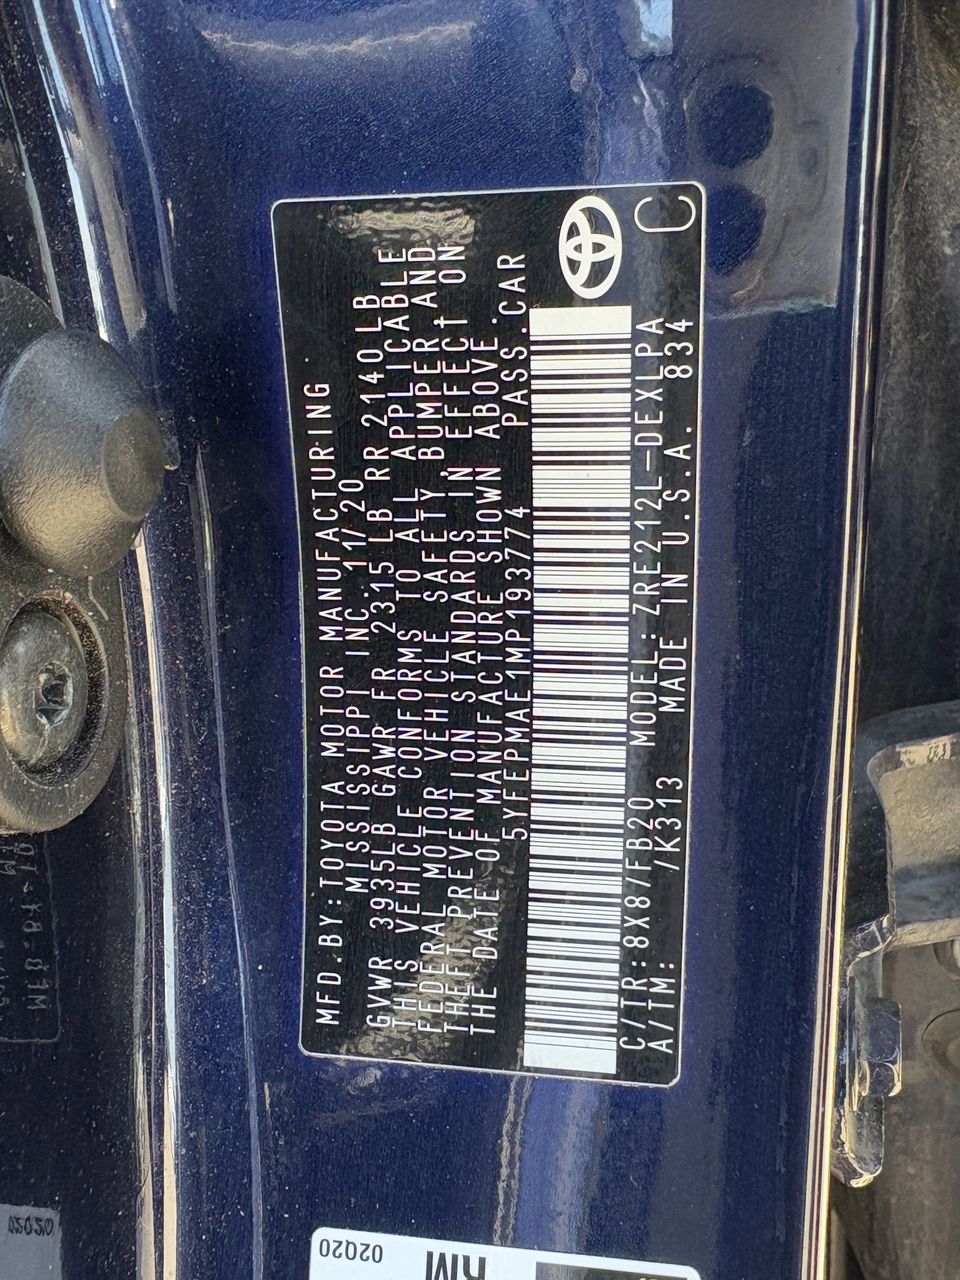 MFD.BY:TOYOTA MOTOR MANUFACTURING
MISSISSIPPI INC.11/20
GVWR 3935LB GAWR FR 2315LB RR 2140LB
THIS VEHICLE CONFORMS TO ALL APPLICABLE
FEDERAL MOTOR VEHICLE SAFETY,BUMPER,AND
THEFT PREVENTION STANDARDS IN EFFECT ON
THE DATE OF MANUFACTURE SHOWN ABOVE.
5YFEPMAE1MP193774 PASS.CAR
C/TR:8X8/FB20 MODEL:ZRE212L-DEXLPA
A/TM: /K313 MADE IN U.S.A. 834
C
02Q20
02Q20